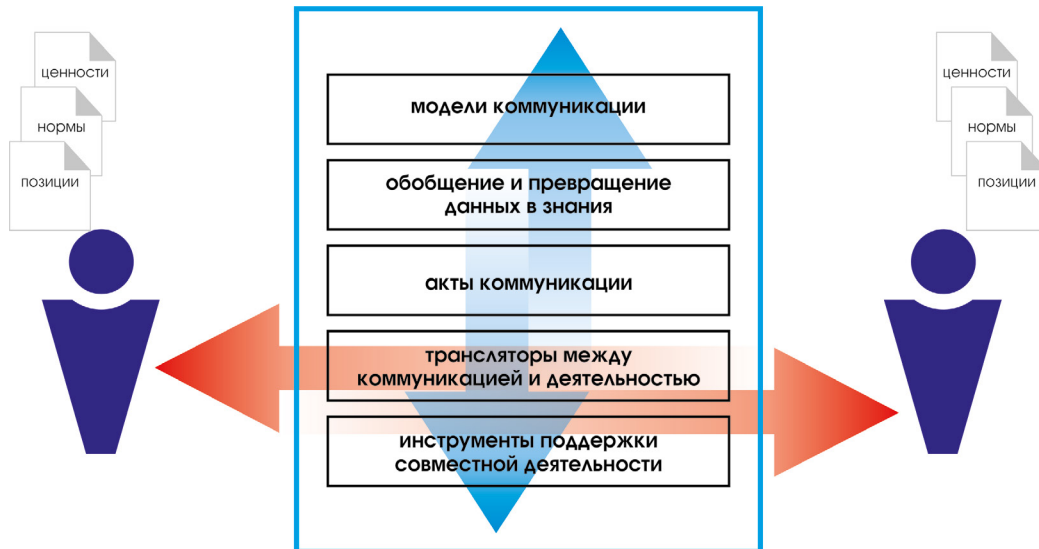 ценности
нормы
позиции
модели коммуникации
обобщение и превращение
данных в знания
акты коммуникации
трансляторы между
коммуникацией и деятельностью
инструменты поддержки
совместной деятельности
ценности
нормы
позиции